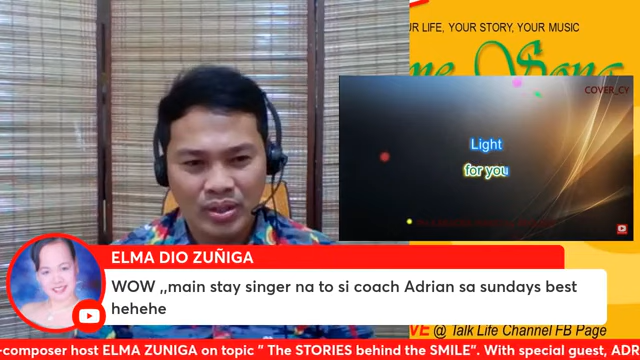 UR LIFE, YOUR STORY, YOUR MUSIC
Song
COVER_CY
Light
for you
ELMA DIO ZUÑIGA
WOW ,,main stay singer na to si coach Adrian sa sundays best
hehehe
VE @ Talk Life Channel FB Page
-composer host ELMA ZUNIGA on topic " The STORIES behind the SMILE". With special guest, ADR